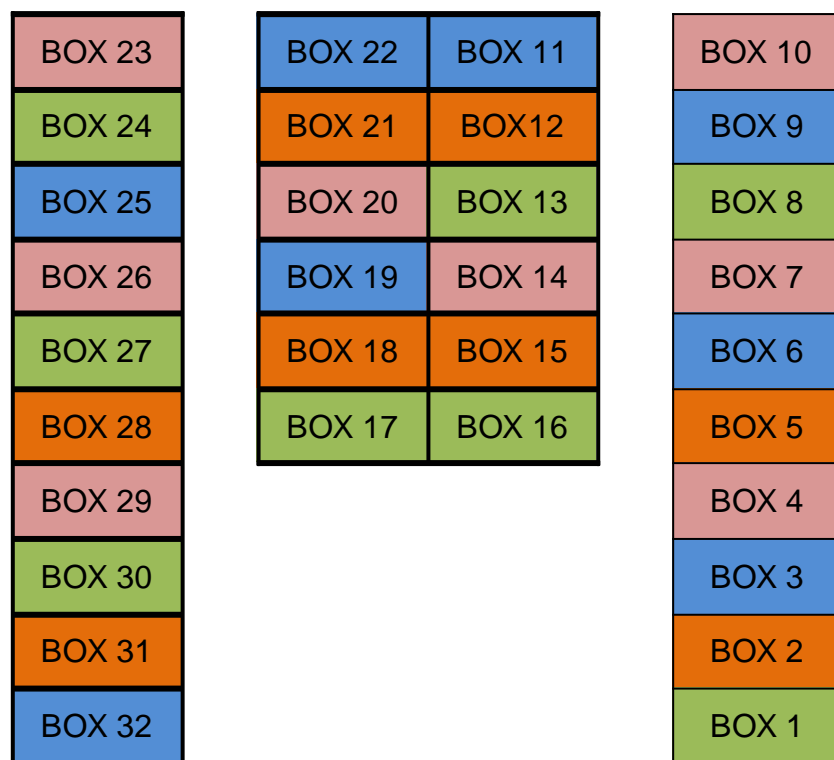 BOX 23 BOX 22 BOX 11 BOX 10
BOX 24 BOX 21 BOX12 BOX 9
BOX 25 BOX 20 BOX 13 BOX 8
BOX 26 BOX 19 BOX 14 BOX 7
BOX 27 BOX 18 BOX 15 BOX 6
BOX 28 BOX 17 BOX 16 BOX 5
BOX 29 BOX 4
BOX 30 BOX 3
BOX 31 BOX 2
BOX 32 BOX 1